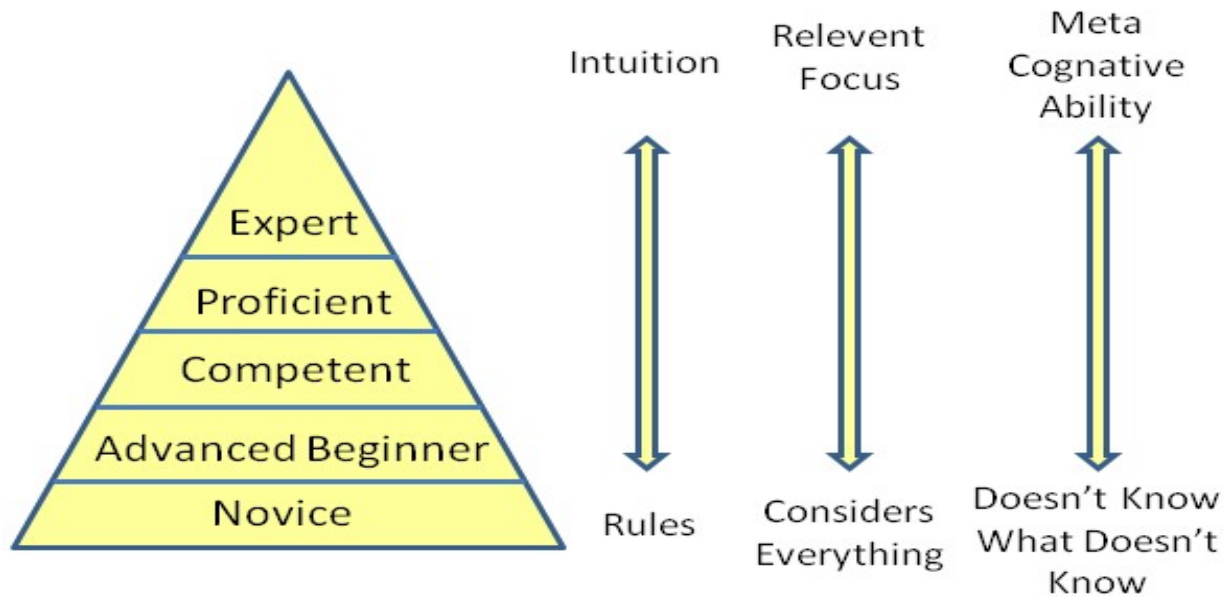 Expert
Proficient
Competent
Advanced Beginner
Novice
Intuition
Rules
Relevent
Focus
Considers
Everything
Meta
Cognative
Ability
Doesn't Know
What Doesn't
Know